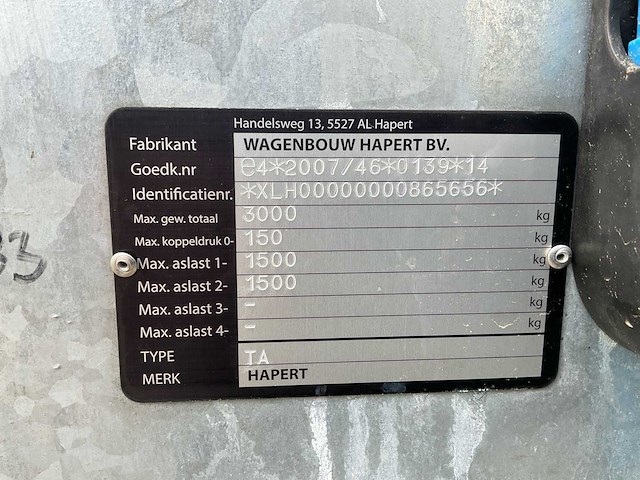 Handelsweg 13, 5527 AL Hapert
Fabrikant WAGENBOUW HAPERT BV.
Goedk.nr e4*2007/46*0139*14
Identificatienr. *XLH00000000865656*
Max. gew. totaal 3000 kg
Max. koppeldruk 0- 150 kg
Max. aslast 1- 1500 kg
Max. aslast 2- 1500 kg
Max. aslast 3- - kg
Max. aslast 4- - kg
TYPE TA
MERK HAPERT